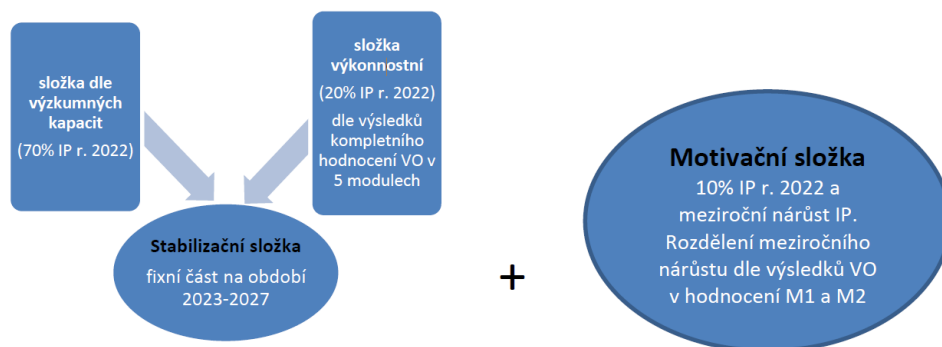 složka dle
výzkumných
kapacit
(70% IP r. 2022)
složka
výkonnostní
(20% IP r. 2022)
dle výsledků
kompletního
hodnocení VO v
5 modulech
Stabilizační složka
fixní část na období
2023-2027
+
Motivační složka
10% IP r. 2022 a
meziroční nárůst IP.
Rozdělení meziročního
nárůstu dle výsledků VO
v hodnocení M1 a M2